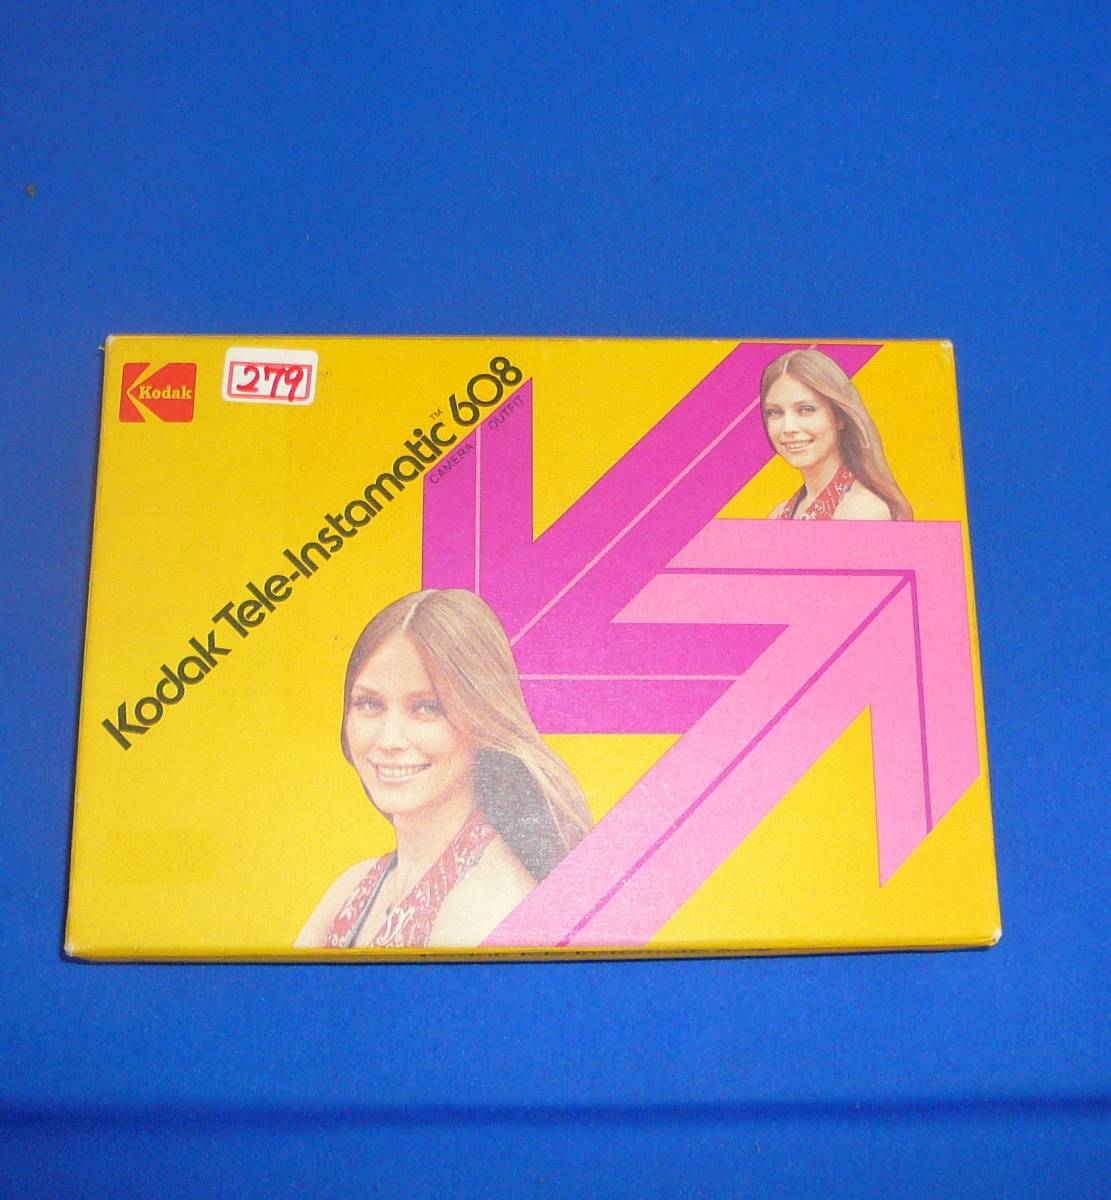 Kodak
279
Kodak Tele-Instamatic™ 608
CAMERA OUTFIT